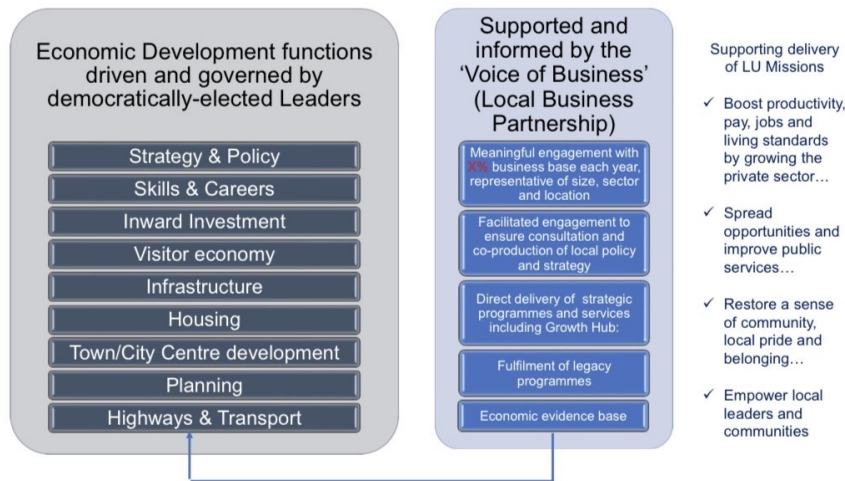 Economic Development functions
driven and governed by
democratically-elected Leaders
Strategy & Policy
Skills & Careers
Inward Investment
Visitor economy
Infrastructure
Housing
Town/City Centre development
Planning
Highways & Transport
Supported and
informed by the
‘Voice of Business’
(Local Business
Partnership)
Meaningful engagement with
X% business base each year,
representative of size, sector
and location
Facilitated engagement to
ensure consultation and
co-production of local policy
and strategy
Direct delivery of strategic
programmes and services
including Growth Hub:
Fulfilment of legacy
programmes
Economic evidence base
Supporting delivery
of LU Missions
✓ Boost productivity,
pay, jobs and
living standards
by growing the
private sector…
✓ Spread
opportunities and
improve public
services…
✓ Restore a sense
of community,
local pride and
belonging…
✓ Empower local
leaders and
communities